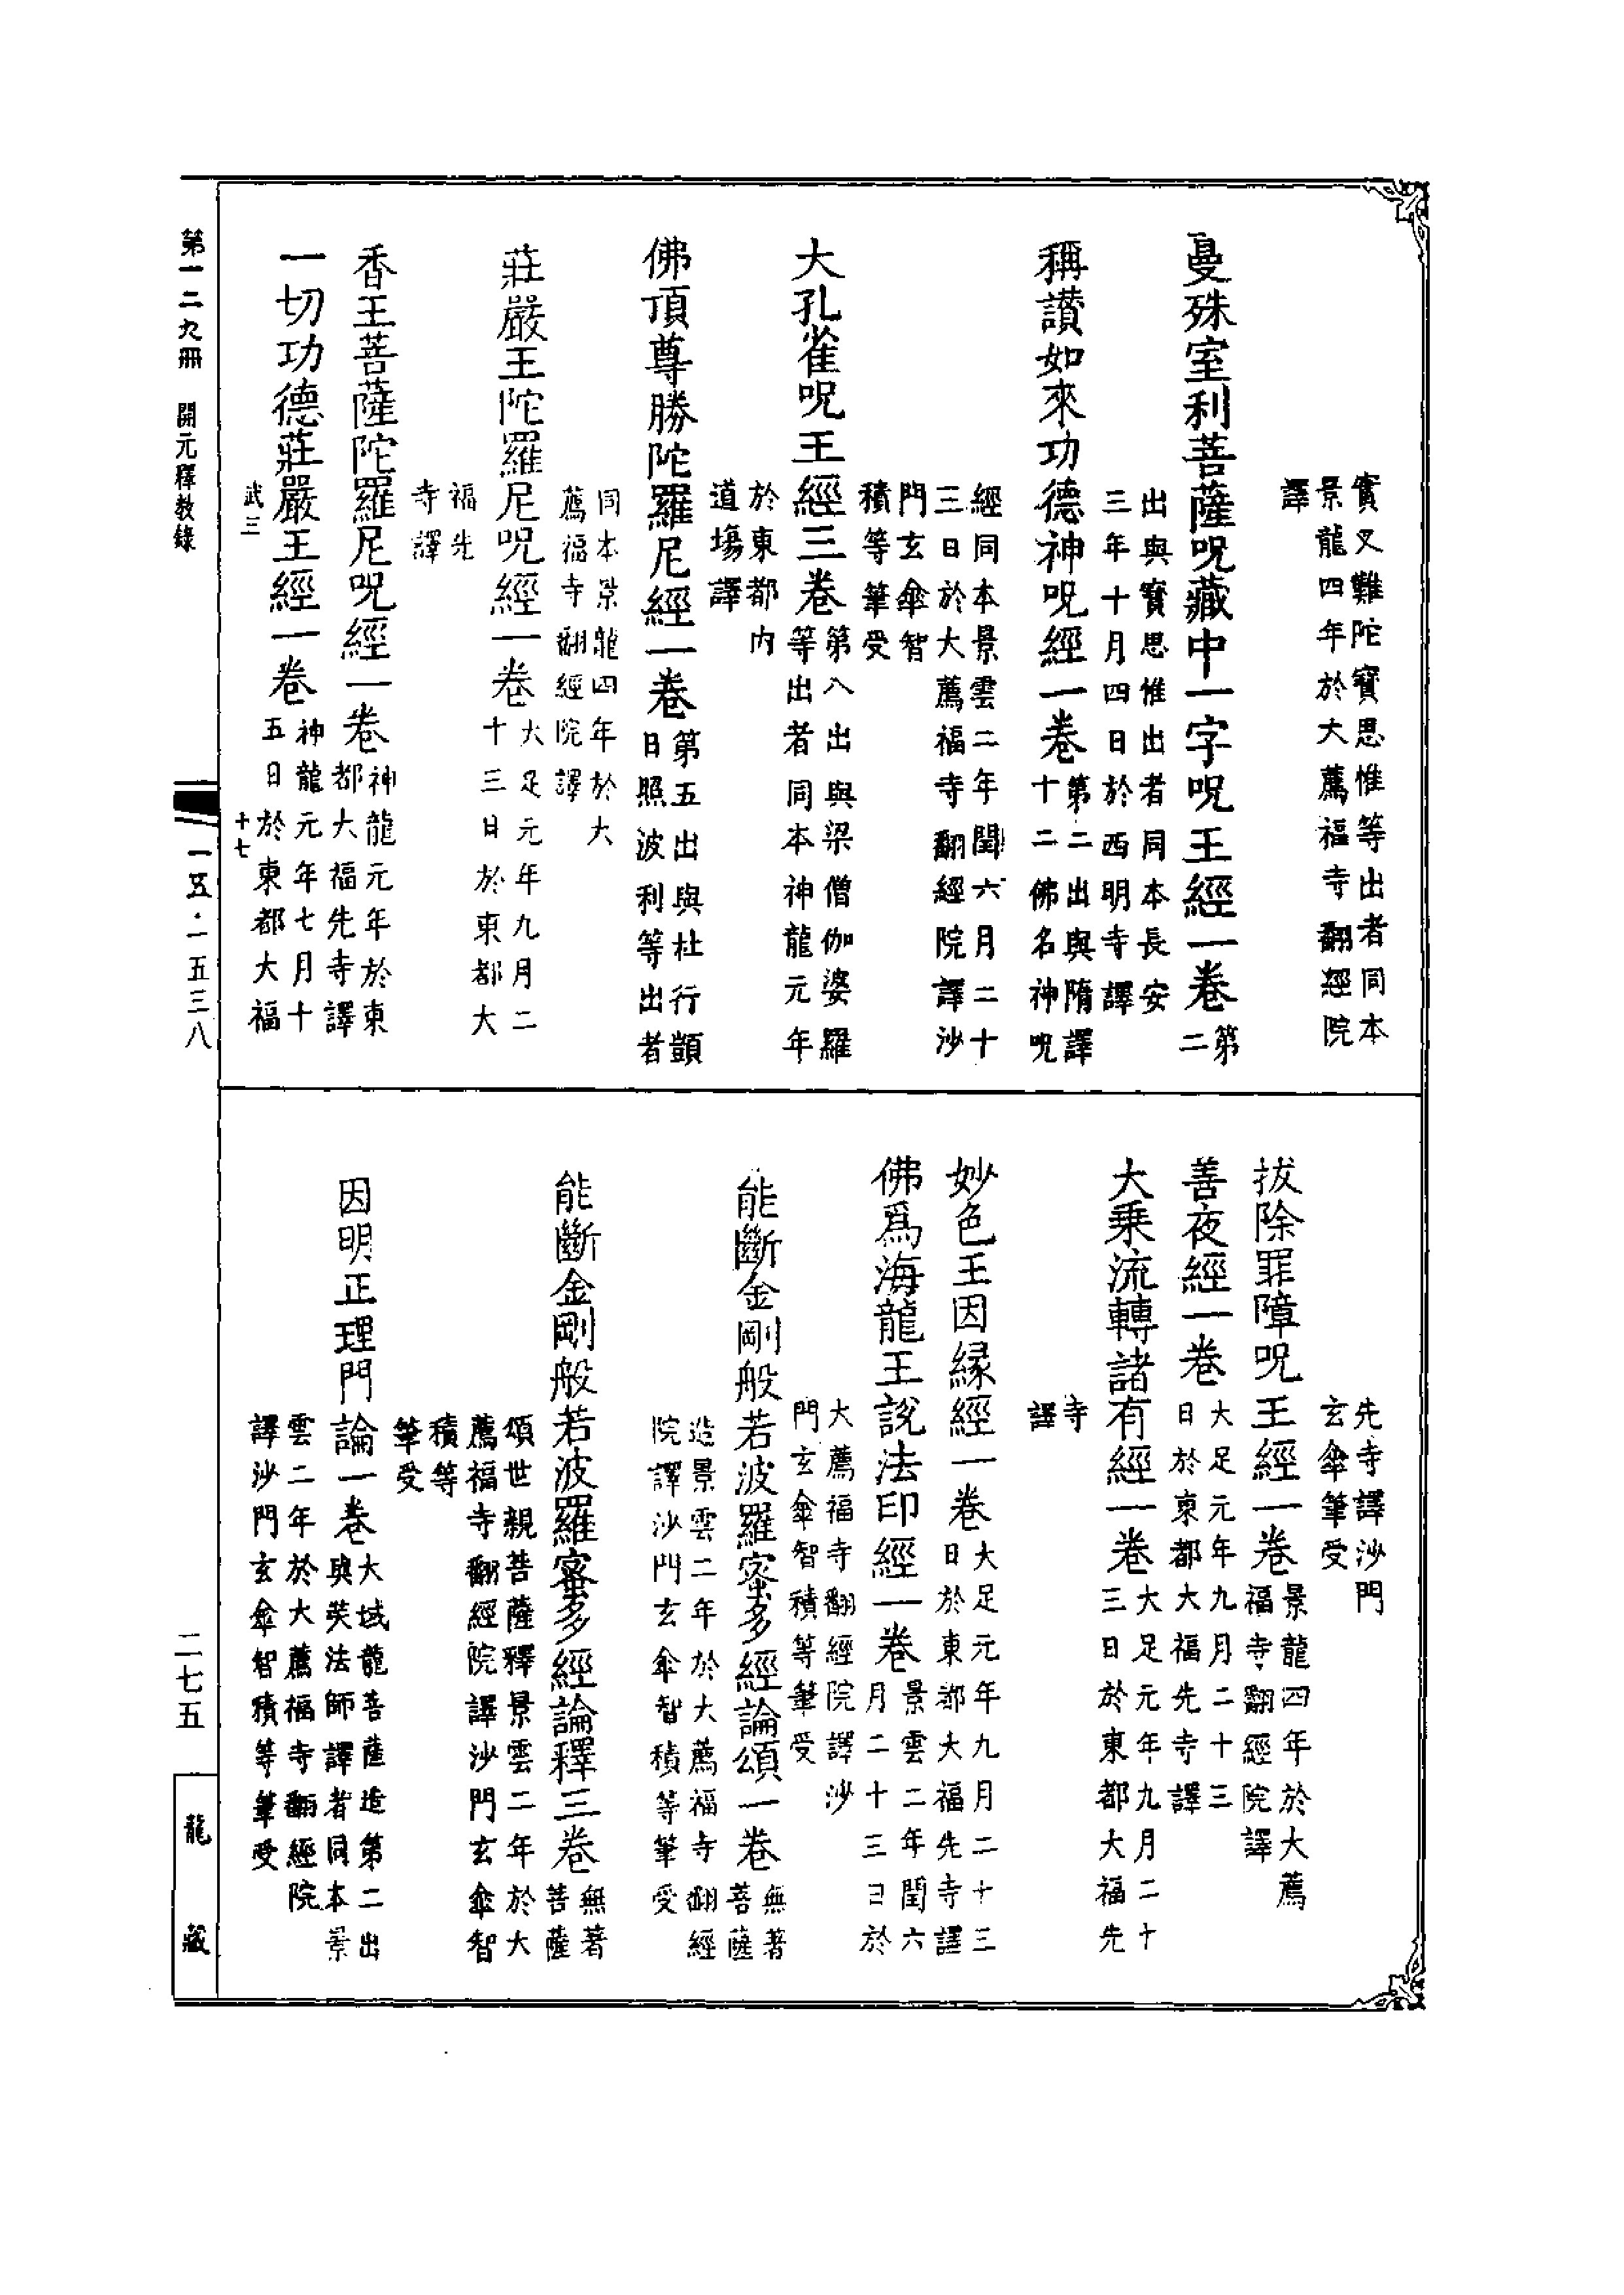 實叉難陀寶思惟等出者同本
景龍四年於大薦福寺翻經院
譯
曼殊室利菩薩呪藏中一字呪王經一卷第二
出與寶思惟出者同本長安
三年十月四日於西明寺譯
稱讚如來功德神呪經一卷第二出與隋譯
十二佛名神呪
經同本景雲二年閏六月二十
三日於大薦福寺翻經院譯沙
門玄傘智
積等筆受
大孔雀呪王經三卷第八出與梁僧伽婆羅
等出者同本神龍元年
於東都内
道塲譯
佛頂尊勝陀羅尼經一卷第五出與杜行顗
日照波利等出者
同本景龍四年於大
薦福寺翻經院譯
莊嚴王陀羅尼呪經一卷大足元年九月二
十三日於東都大
福先
寺譯
香王菩薩陀羅尼呪經一卷神龍元年於東
都大福先寺譯
一切功德莊嚴王經一卷神龍元年七月十
五日於東都大福
武三 十七
先寺譯沙門
玄傘筆受
拔除罪障呪王經一卷景龍四年於大薦
福寺翻經院譯
善夜經一卷大足元年九月二十三
日於東都大福先寺譯
大乗流轉諸有經一卷大足元年九月二十
三日於東都大福先
寺
譯
妙色王因縁經一卷大足元年九月二十三
日於東都大福先寺譯
佛爲海龍王說法印經一卷景雲二年閏六
月二十三日於
大薦福寺翻經院譯沙
門玄傘智積等筆受
能斷金剛般若波羅蜜多經論頌一卷無著
菩薩
造景雲二年於大薦福寺翻經
院譯沙門玄傘智積等筆受
能斷金剛般若波羅蜜多經論釋三卷無著
菩薩
頌世親菩薩釋景雲二年於大
薦福寺翻經院譯沙門玄傘智
積等
筆受
因明正理門論一卷大域龍菩薩造第二出
與奘法師譯者同本景
雲二年於大薦福寺翻經院
譯沙門玄傘智積等筆受
第一二九冊 開元釋教錄
一五·一五三八
二七五
龍藏